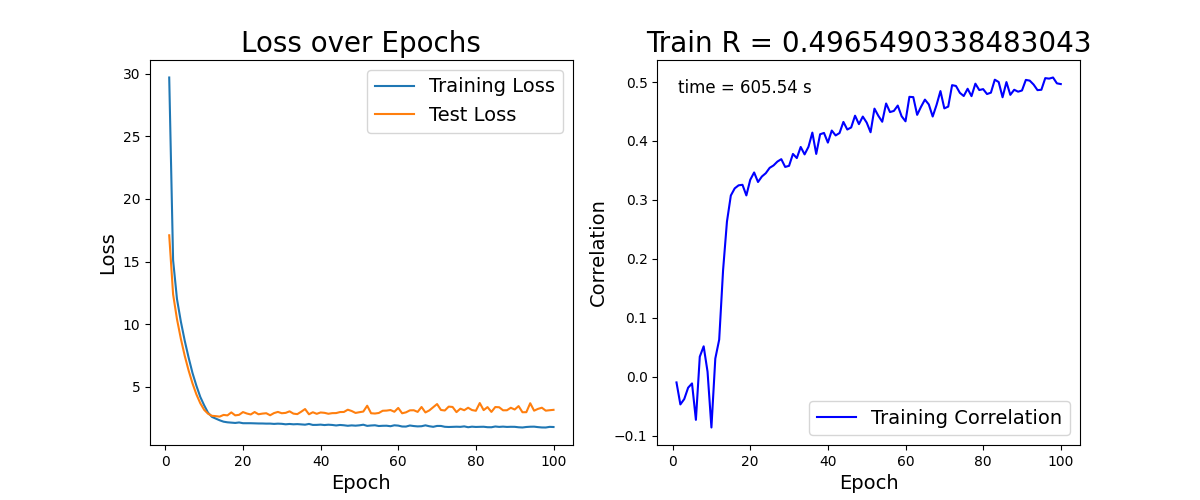 Loss over Epochs
30
25
20
15
10
5
Loss
0 20 40 60 80 100
Epoch
Training Loss
Test Loss
Train R = 0.4965490338483043
time = 605.54 s
0.5
0.4
0.3
0.2
0.1
0.0
−0.1
Correlation
0 20 40 60 80 100
Epoch
Training Correlation